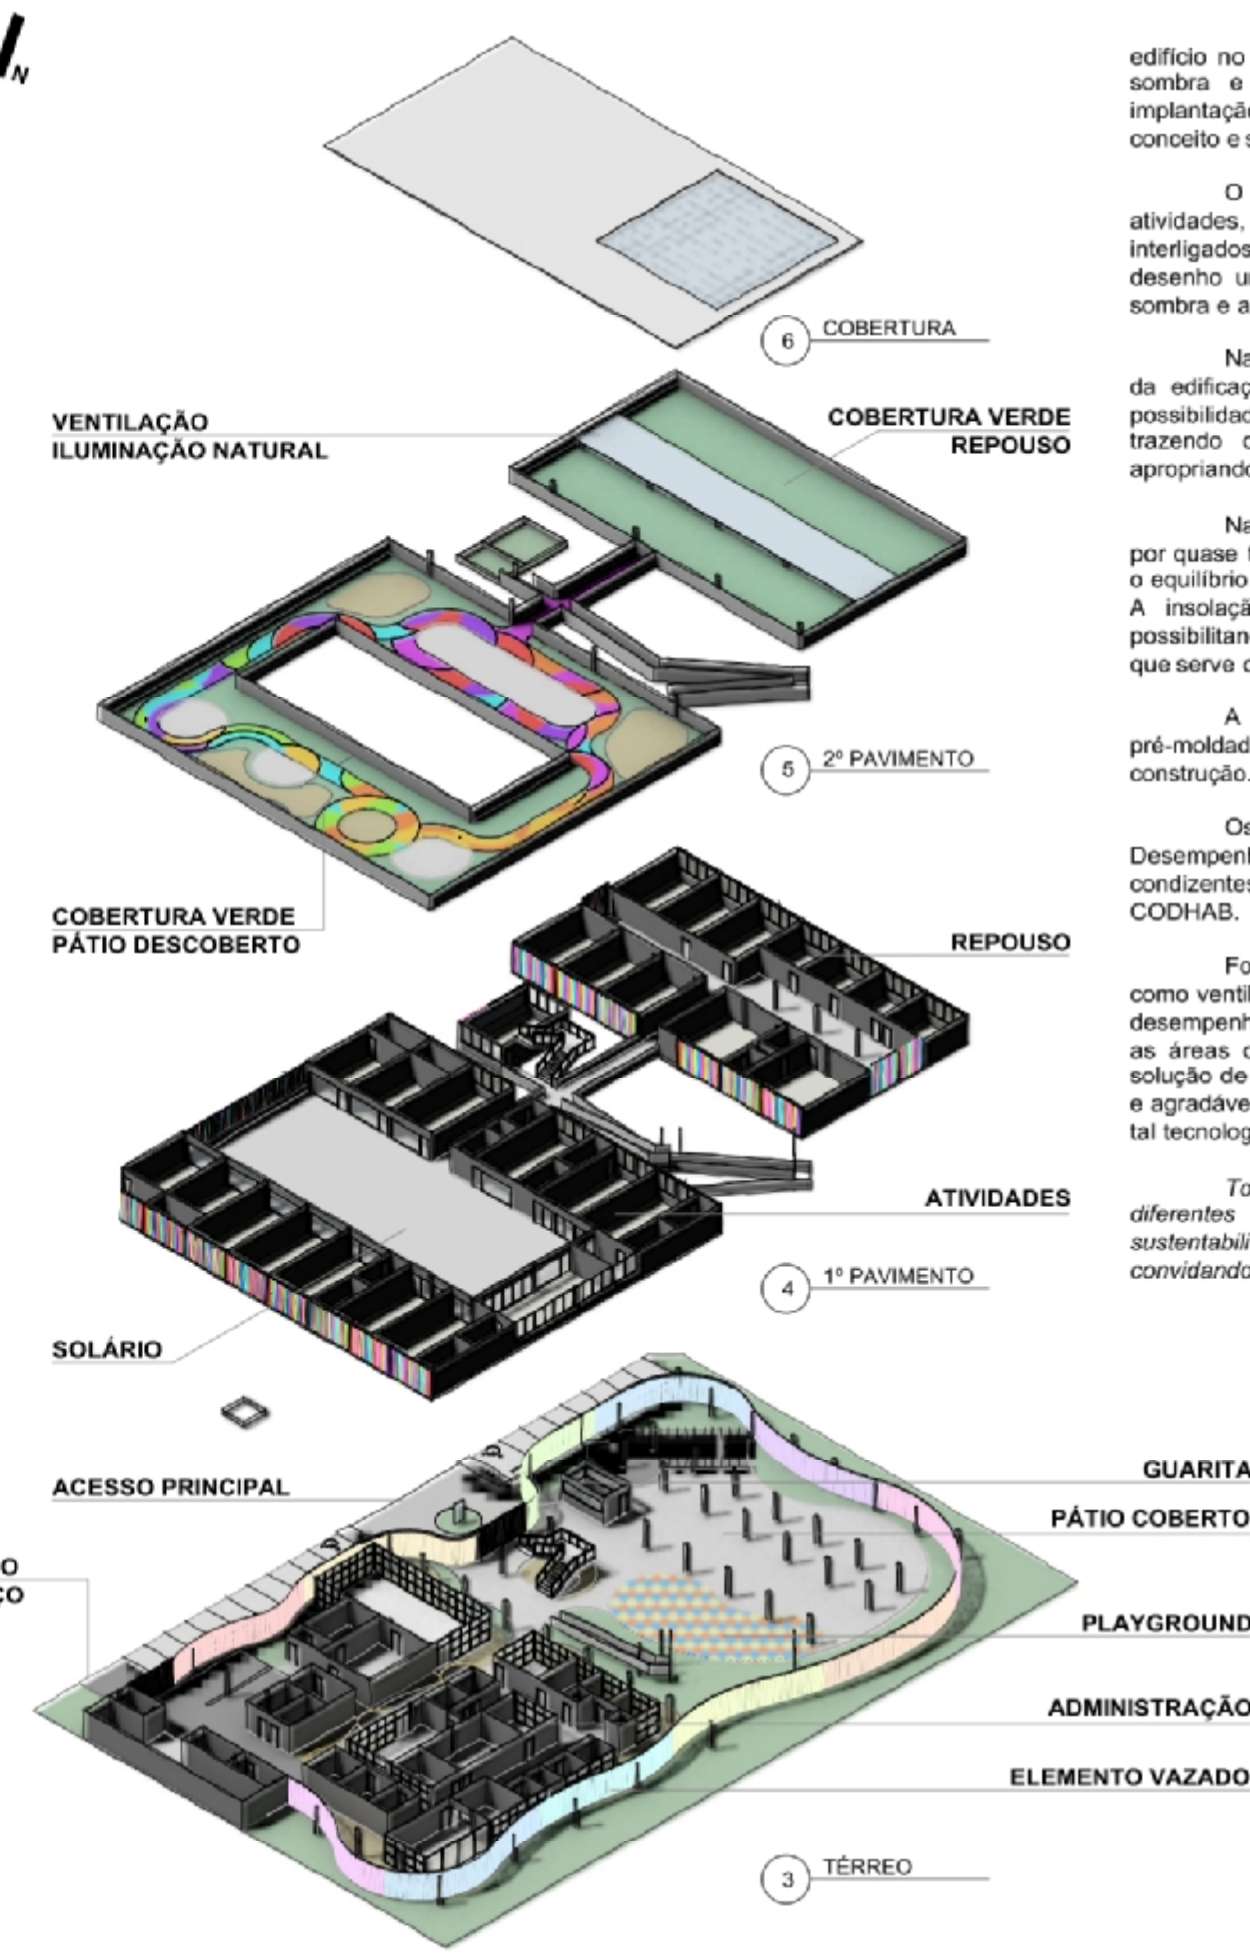 N
6 COBERTURA
VENTILAÇÃO
ILUMINAÇÃO NATURAL
COBERTURA VERDE
REPOUSO
5 2º PAVIMENTO
COBERTURA VERDE
PÁTIO DESCOBERTO
REPOUSO
ATIVIDADES
4 1º PAVIMENTO
SOLÁRIO
ACESSO PRINCIPAL
O
ÇO
GUARITA
PÁTIO COBERTO
PLAYGROUND
ADMINISTRAÇÃO
ELEMENTO VAZADO
3 TÉRREO
edifício no
sombra e
implantaçã
conceito e s
O
atividades,
interligados
desenho u
sombra e a
Na
da edificaç
possibilidad
trazendo
apropriando
Na
por quase
o equilíbrio
A insolaçã
possibilitan
que serve
A
pré-moldad
construção.
Os
Desempenh
condizentes
CODHAB.
Fo
como ventil
desempenh
as áreas
solução de
e agradáve
tal tecnolog
To
diferentes
sustentabili
convidando